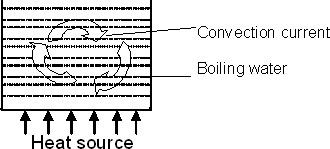 Convection current
Boiling water
Heat source